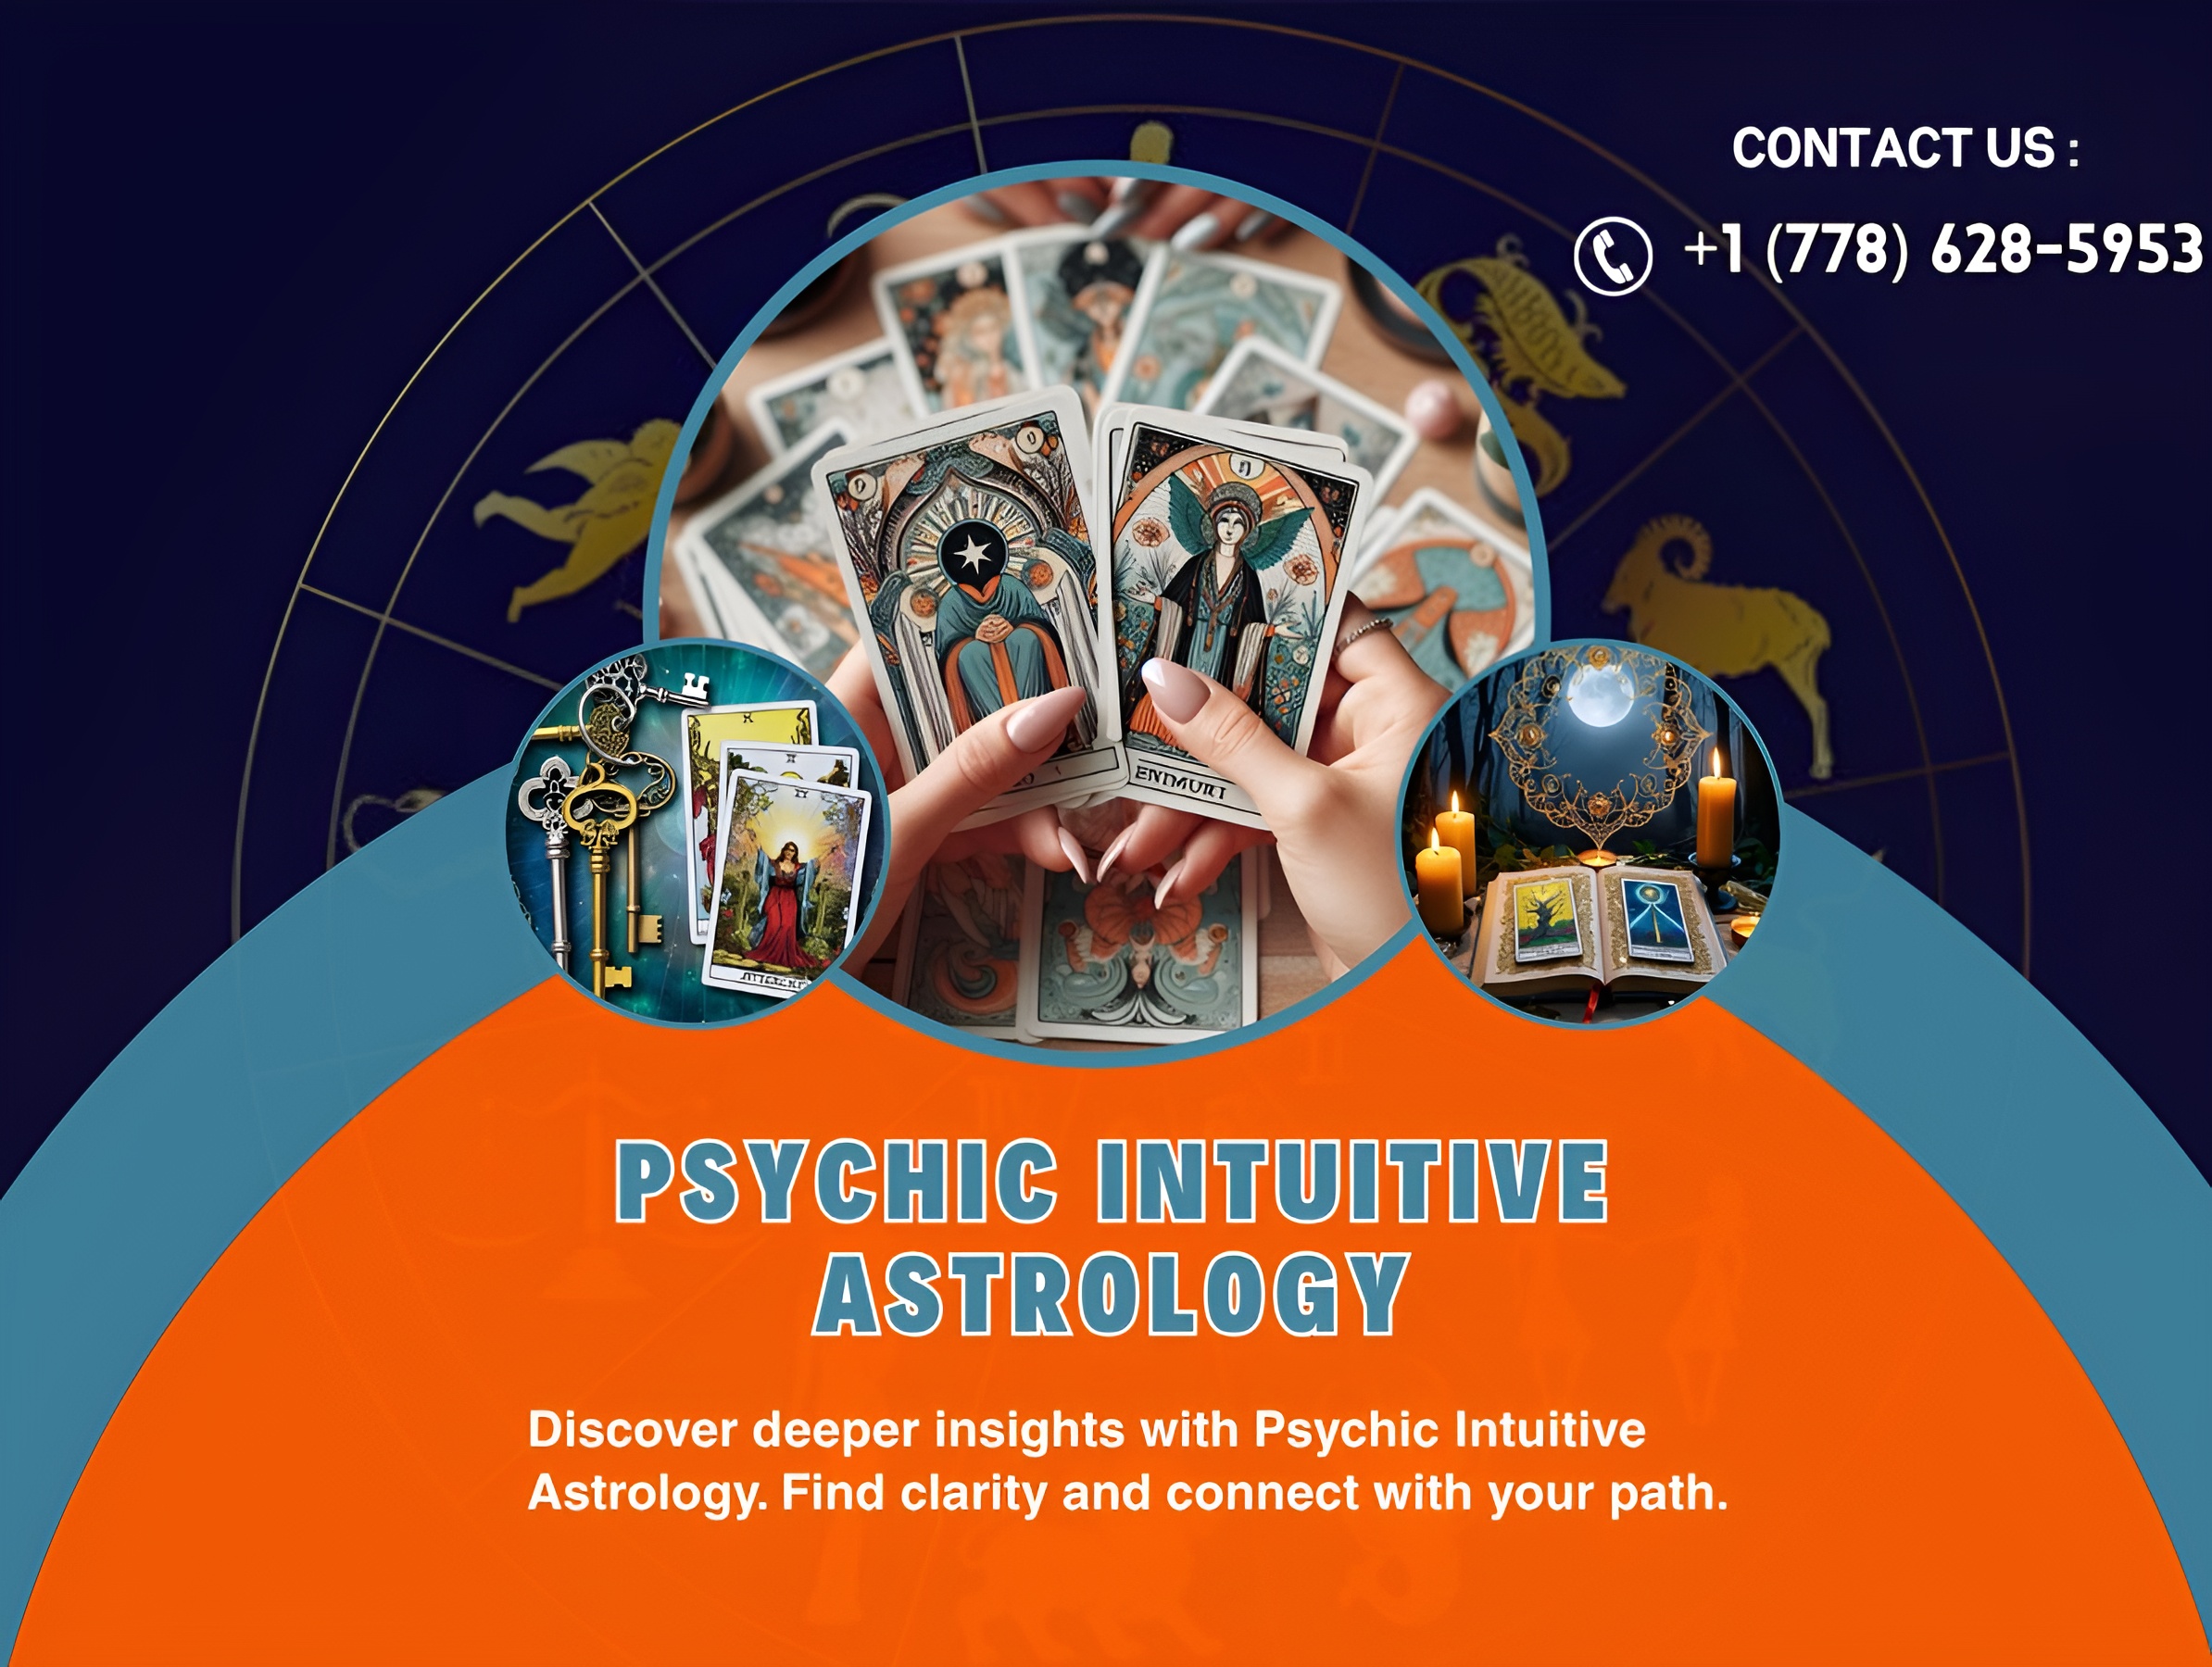 CONTACT US :
+1 (778) 628-5953
ENTMURT
PSYCHIC INTUITIVE
ASTROLOGY
Discover deeper insights with Psychic Intuitive
Astrology. Find clarity and connect with your path.